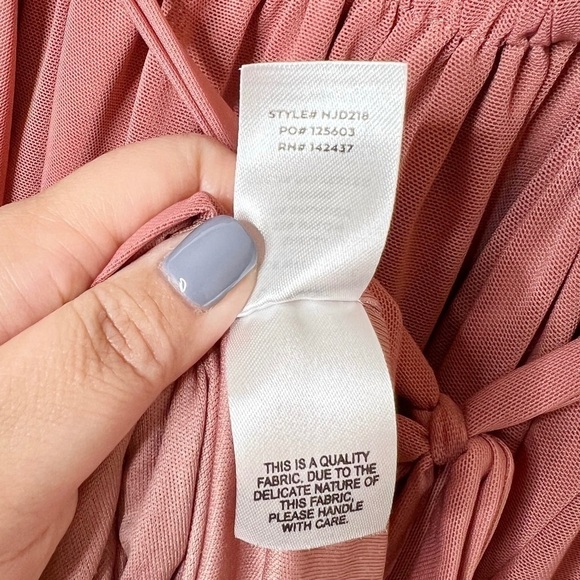 STYLE# NJD218
PO# 125603
RN# 142437
THIS IS A QUALITY
FABRIC. DUE TO THE
DELICATE NATURE OF
THIS FABRIC,
PLEASE HANDLE
WITH CARE.